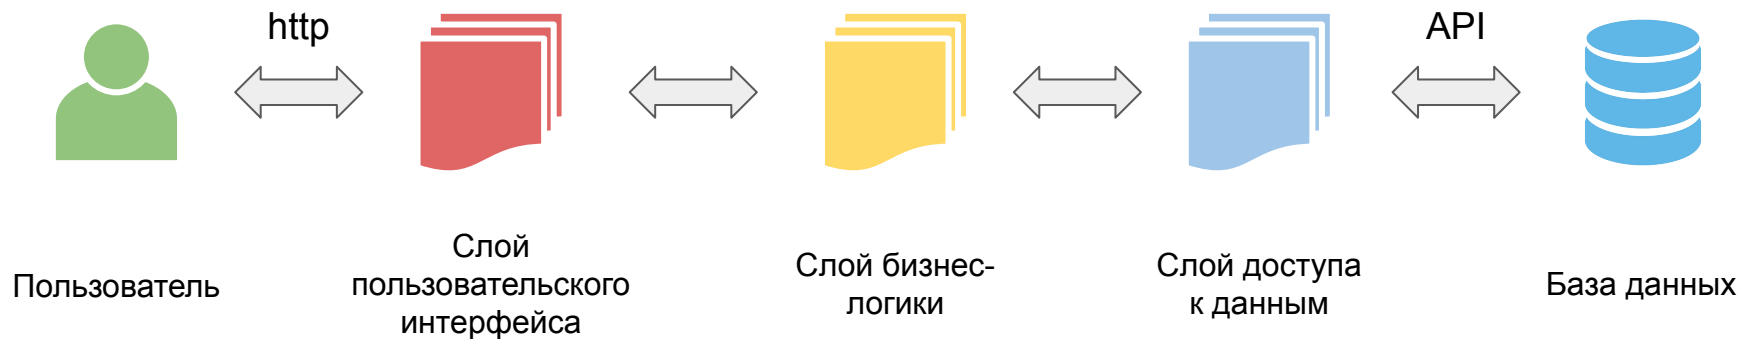 http
API
Пользователь
Слой
пользовательского
интерфейса
Слой бизнес-
логики
Слой доступа
к данным
База данных